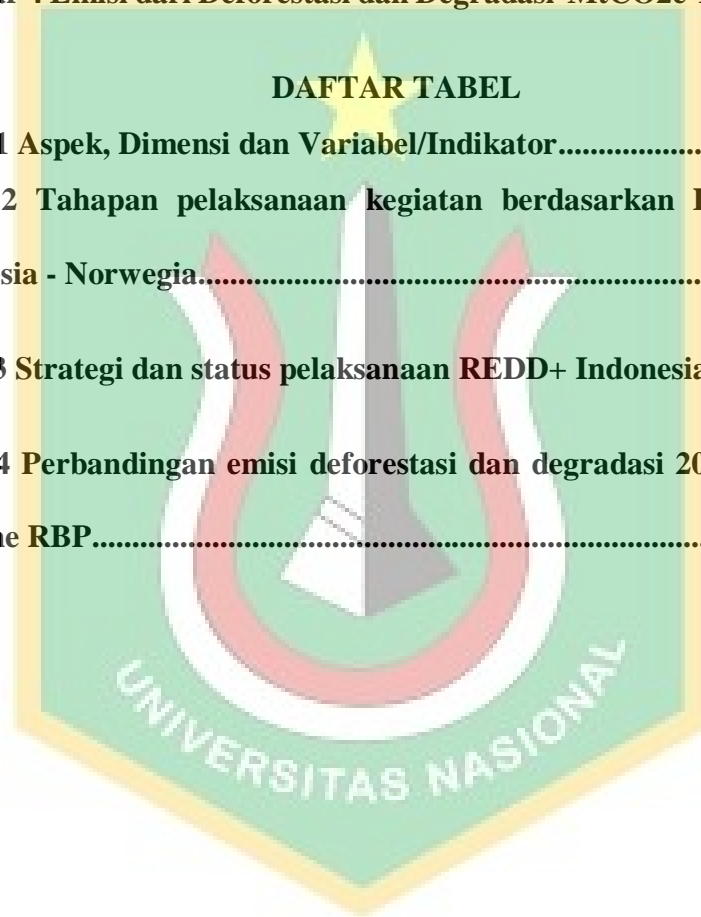 4 Emisi dari Deforestasi dan Degradasi MtCO2e
DAFTAR TABEL
1 Aspek, Dimensi dan Variabel/Indikator....................
2 Tahapan pelaksanaan kegiatan berdasarkan
sia - Norwegia.................................................................
3 Strategi dan status pelaksanaan REDD+ Indonesia
4 Perbandingan emisi deforestasi dan degradasi 20
ne RBP...............................................................................
UNIVERSITAS NASIONAL